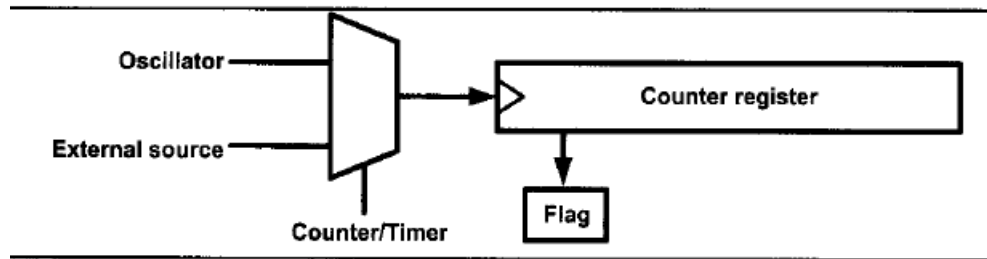 Oscillator
Counter register
External source
Flag
Counter/Timer